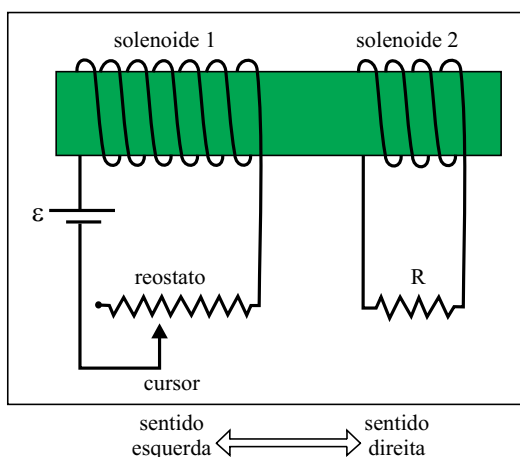 solenoide 1
solenoide 2
ε
reostato
R
cursor
sentido esquerda
sentido direita